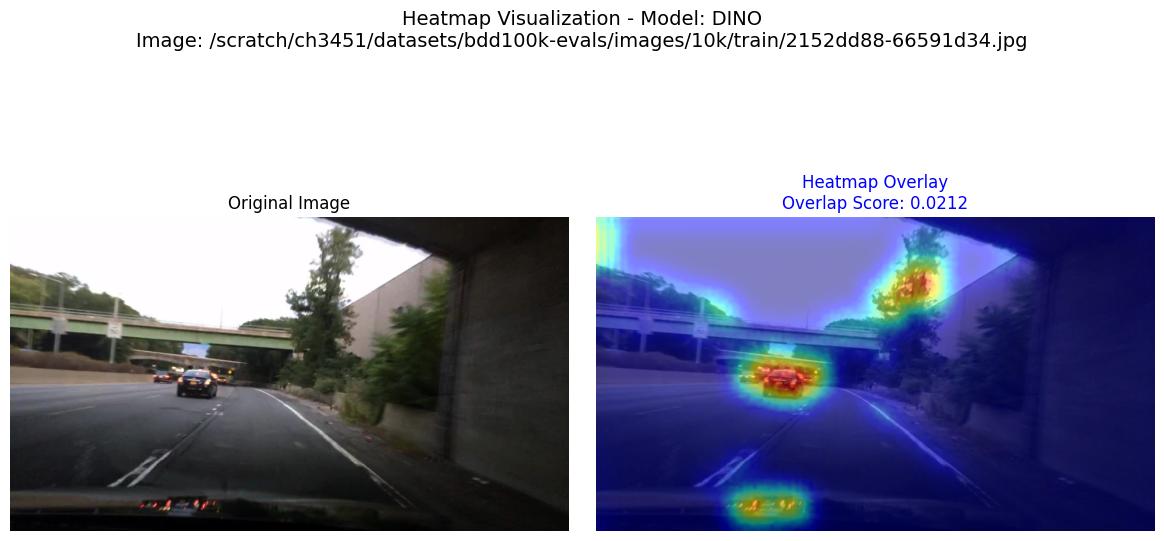 Heatmap Visualization - Model: DINO
Image: /scratch/ch3451/datasets/bdd100k-evals/images/10k/train/2152dd88-66591d34.jpg
Original Image
Heatmap Overlay
Overlap Score: 0.0212